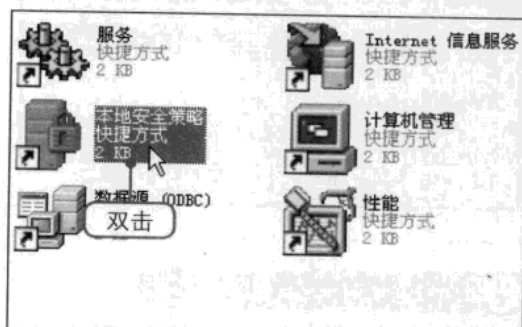 服务
快捷方式
2 KB
Internet 信息服务
快捷方式
2 KB
本地安全策略
快捷方式
2 KB
计算机管理
快捷方式
2 KB
数据源 (ODBC)
双击
性能
快捷方式
2 KB